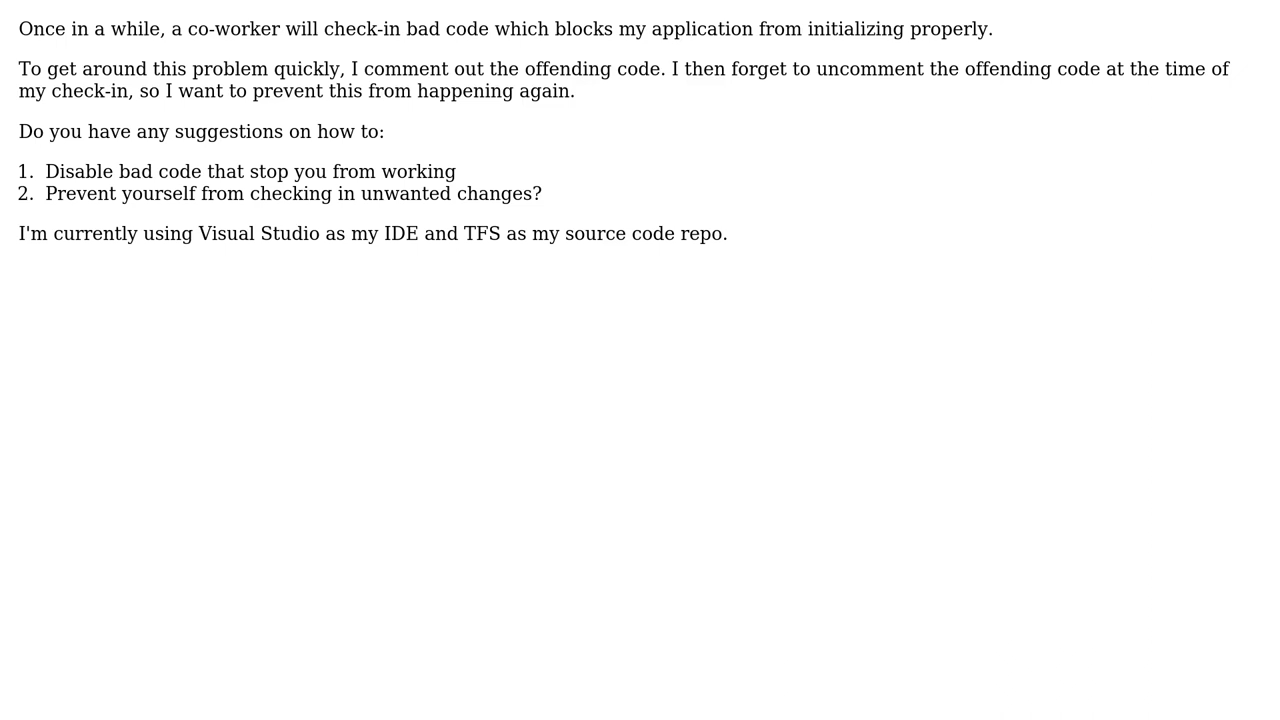 Once in a while, a co-worker will check-in bad code which blocks my application from initializing properly.
To get around this problem quickly, I comment out the offending code. I then forget to uncomment the offending code at the time of
my check-in, so I want to prevent this from happening again.
Do you have any suggestions on how to:
1. Disable bad code that stop you from working
2. Prevent yourself from checking in unwanted changes?
I'm currently using Visual Studio as my IDE and TFS as my source code repo.